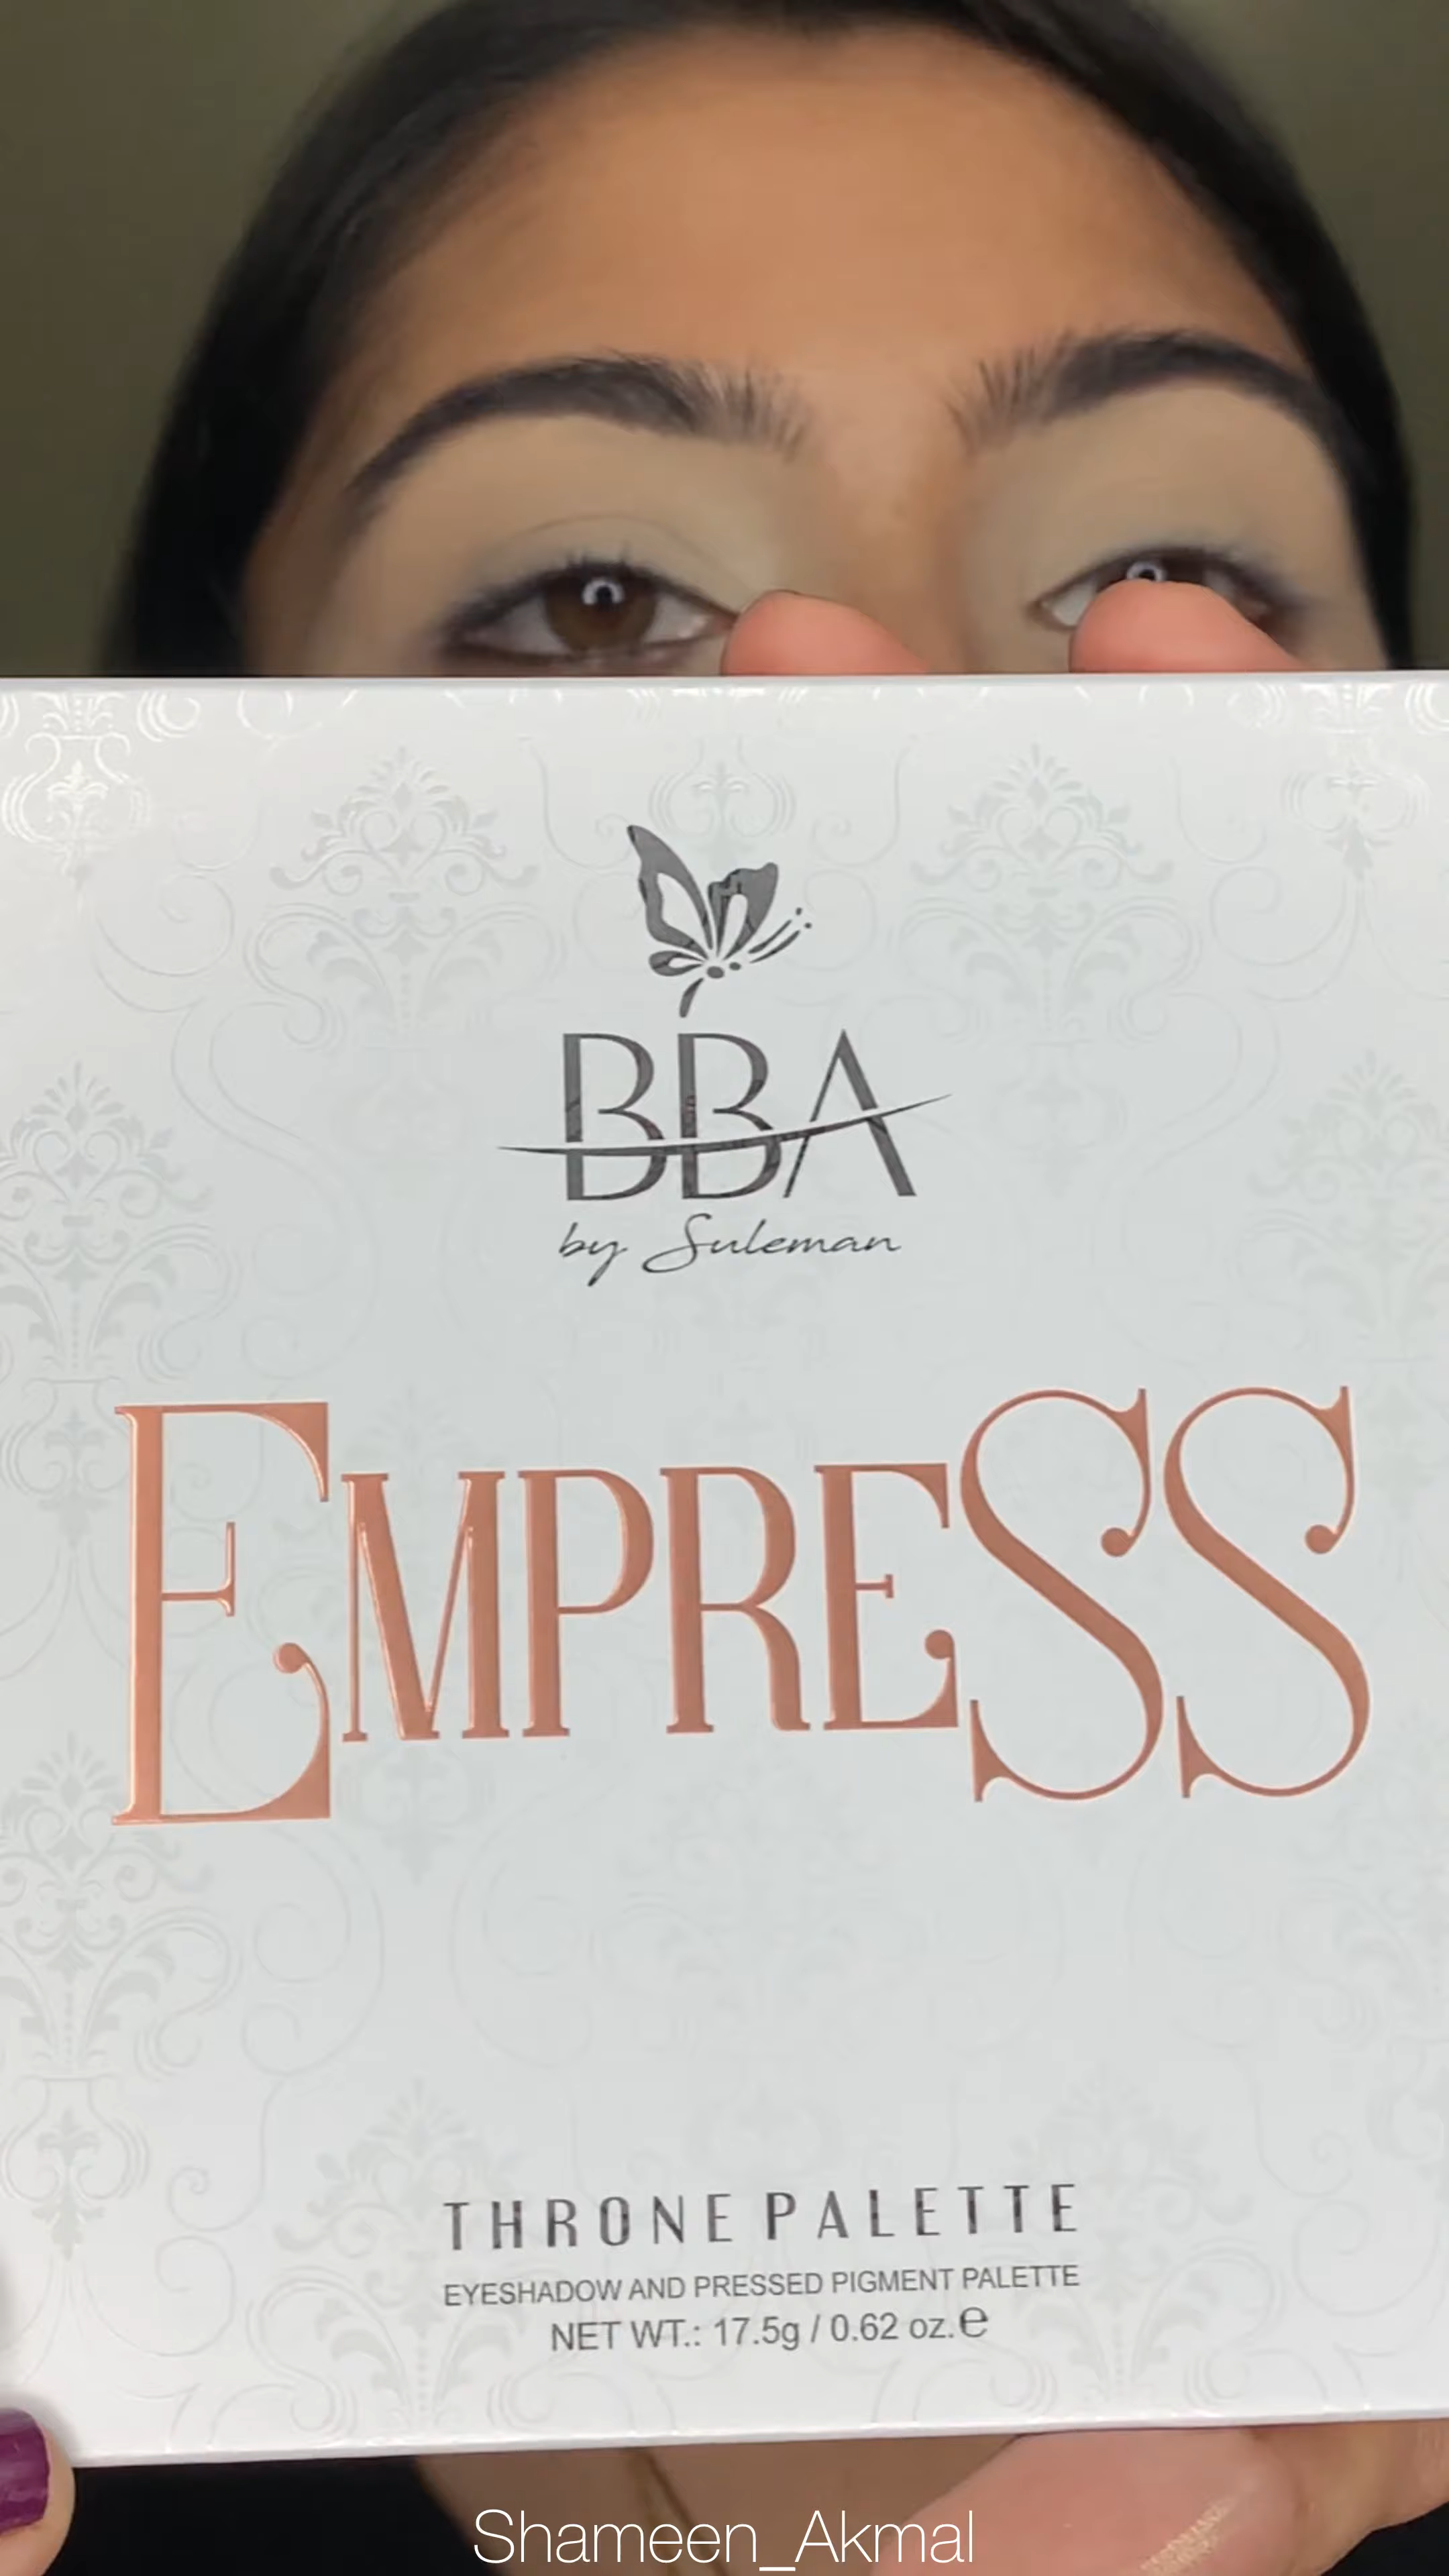 BBA
by Suleman
EMPRESS
THRONE PALETTE
EYESHADOW AND PRESSED PIGMENT PALETTE
NET WT.: 17.5g / 0.62 oz.℮
Shameen_Akmal